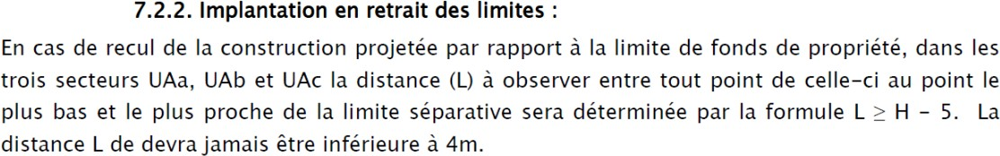 7.2.2. Implantation en retrait des limites :
En cas de recul de la construction projetée par rapport à la limite de fonds de propriété, dans les
trois secteurs UAa, UAb et UAc la distance (L) à observer entre tout point de celle-ci au point le
plus bas et le plus proche de la limite séparative sera déterminée par la formule L ≥ H - 5. La
distance L de devra jamais être inférieure à 4m.